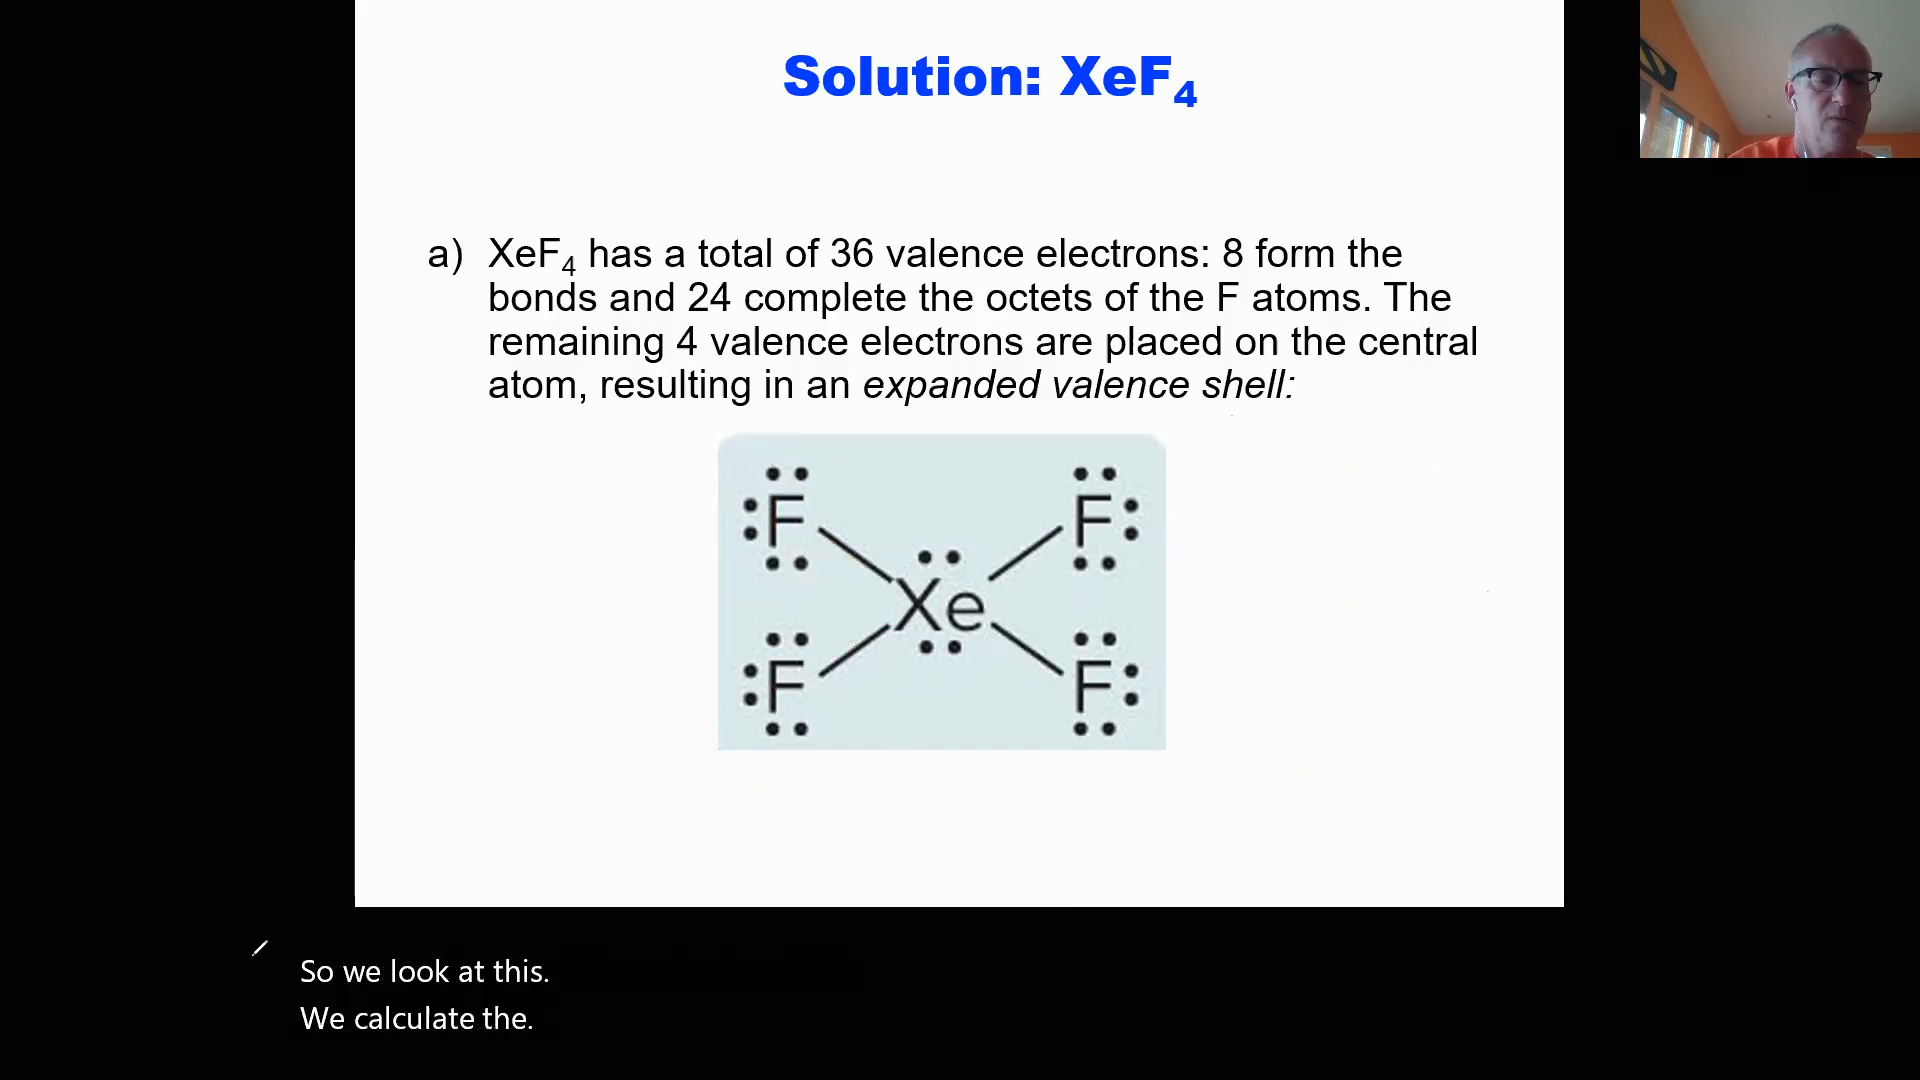 Solution: XeF₄
a) XeF₄ has a total of 36 valence electrons: 8 form the
bonds and 24 complete the octets of the F atoms. The
remaining 4 valence electrons are placed on the central
atom, resulting in an expanded valence shell:
F F
Xe
F F
So we look at this.
We calculate the.